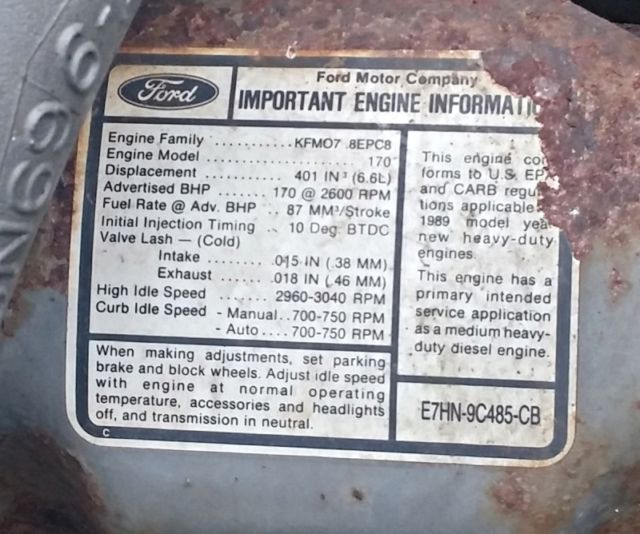 Ford
Ford Motor Company
IMPORTANT ENGINE INFORMATI
Engine Family ........... KFM07 .8EPC8
Engine Model ........................ 170
Displacement ........... 401 IN³ (6.6L)
Advertised BHP ....... 170 @ 2600 RPM
Fuel Rate @ Adv. BHP .. 87 MM³/Stroke
Initial Injection Timing .. 10 Deg. BTDC
Valve Lash — (Cold)
Intake ........ .015 IN (.38 MM)
Exhaust ....... .018 IN (.46 MM)
High Idle Speed ...... 2960-3040 RPM
Curb Idle Speed - Manual..700-750 RPM
- Auto....700-750 RPM
This engine con
forms to U.S. EP
and CARB regu
tions applicable
1989 model yea
new heavy-duty
engines.
This engine has a
primary intended
service application
as a medium heavy-
duty diesel engine.
When making adjustments, set parking
brake and block wheels. Adjust idle speed
with engine at normal operating
temperature, accessories and headlights
off, and transmission in neutral.
C
E7HN-9C485-CB